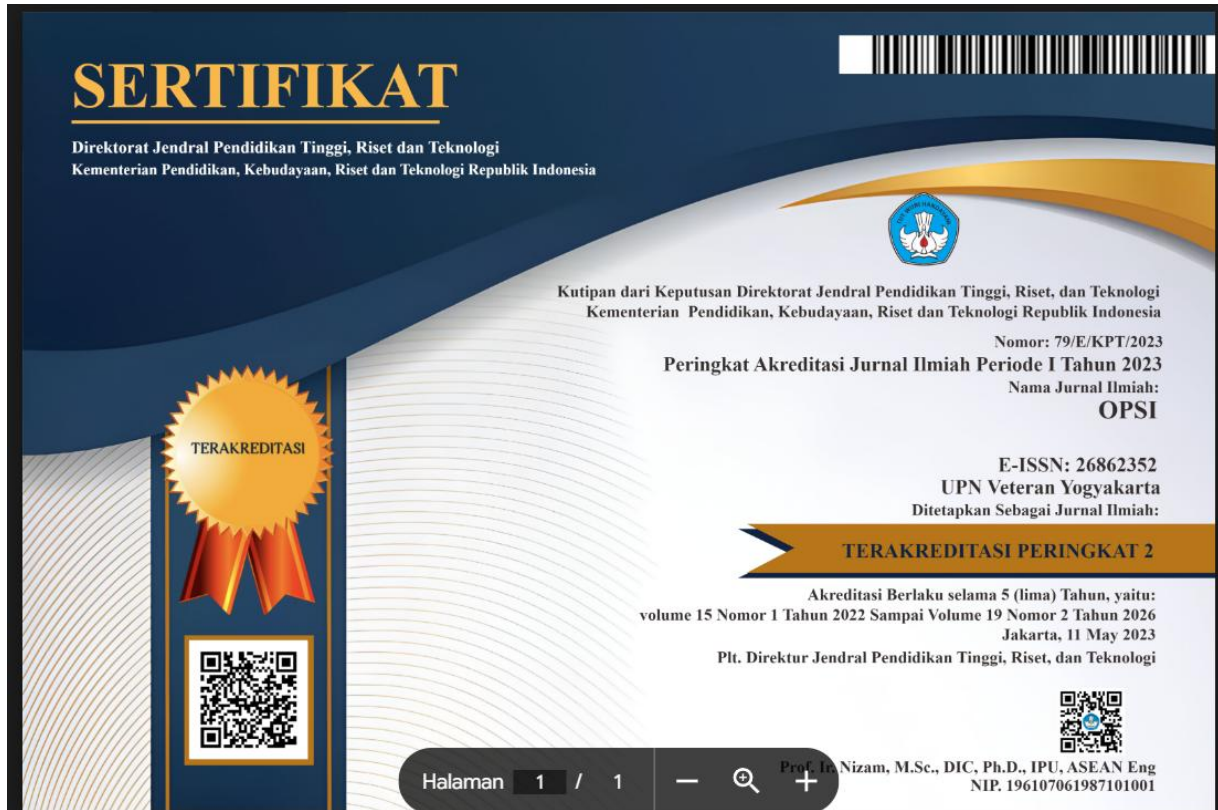 SERTIFIKAT
Direktorat Jendral Pendidikan Tinggi, Riset dan Teknologi
Kementerian Pendidikan, Kebudayaan, Riset dan Teknologi Republik Indonesia
TUT WURI HANDAYANI
Kutipan dari Keputusan Direktorat Jendral Pendidikan Tinggi, Riset, dan Teknologi
Kementerian Pendidikan, Kebudayaan, Riset dan Teknologi Republik Indonesia
Nomor: 79/E/KPT/2023
Peringkat Akreditasi Jurnal Ilmiah Periode I Tahun 2023
Nama Jurnal Ilmiah:
OPSI
TERAKREDITASI
E-ISSN: 26862352
UPN Veteran Yogyakarta
Ditetapkan Sebagai Jurnal Ilmiah:
TERAKREDITASI PERINGKAT 2
Akreditasi Berlaku selama 5 (lima) Tahun, yaitu:
volume 15 Nomor 1 Tahun 2022 Sampai Volume 19 Nomor 2 Tahun 2026
Jakarta, 11 May 2023
Plt. Direktur Jendral Pendidikan Tinggi, Riset, dan Teknologi
Prof. Ir. Nizam, M.Sc., DIC, Ph.D., IPU, ASEAN Eng
NIP. 196107061987101001
Halaman 1 / 1